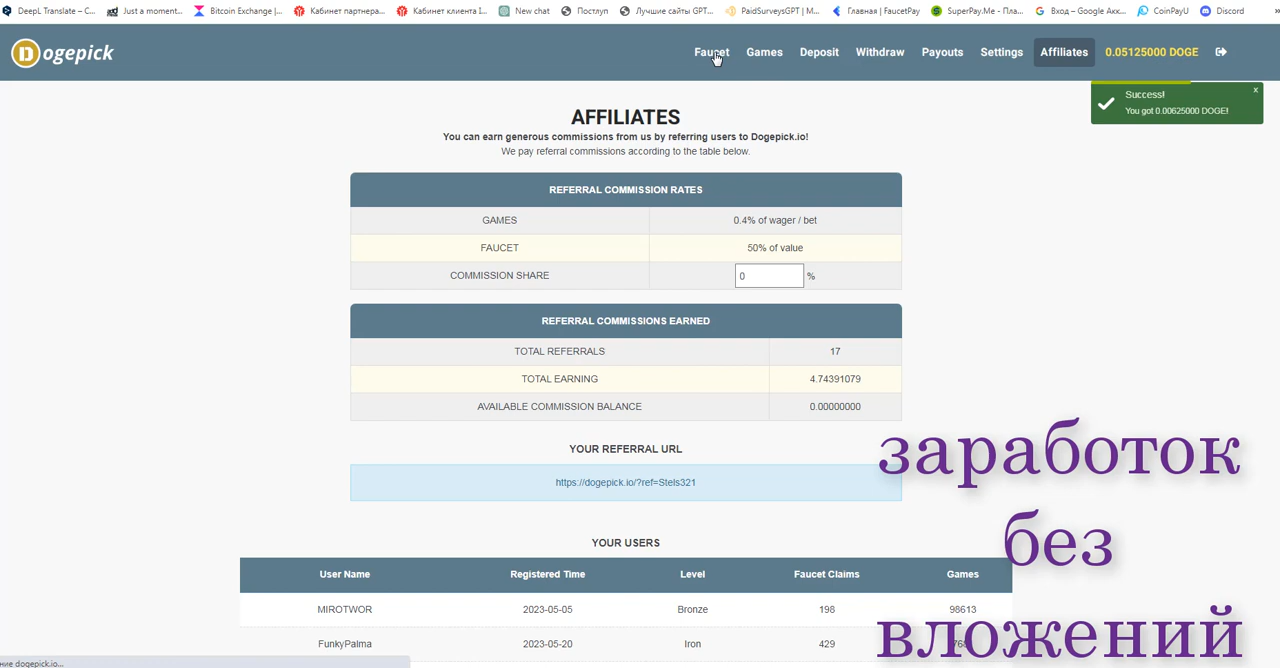 DeepL Translate – С... Just a moment... Bitcoin Exchange |... Кабинет партнера... Кабинет клиента I... New chat Постлуп Лучшие сайты GPT... PaidSurveysGPT | М... Главная | FaucetPay SuperPay.Me - Пла... Вход – Google Акк... CoinPayU Discord
Dogepick Faucet Games Deposit Withdraw Payouts Settings Affiliates 0.05125000 DOGE
Success! x
You got 0.00625000 DOGE!
AFFILIATES
You can earn generous commissions from us by referring users to Dogepick.io!
We pay referral commissions according to the table below.
REFERRAL COMMISSION RATES
GAMES 0.4% of wager / bet
FAUCET 50% of value
COMMISSION SHARE 0 %
REFERRAL COMMISSIONS EARNED
TOTAL REFERRALS 17
TOTAL EARNING 4.74391079
AVAILABLE COMMISSION BALANCE 0.00000000
YOUR REFERRAL URL
https://dogepick.io/?ref=Stels321
заработок
без
вложений
YOUR USERS
User Name Registered Time Level Faucet Claims Games
MIROTWOR 2023-05-05 Bronze 198 98613
FunkyPalma 2023-05-20 Iron 429
ние dogepick.io...